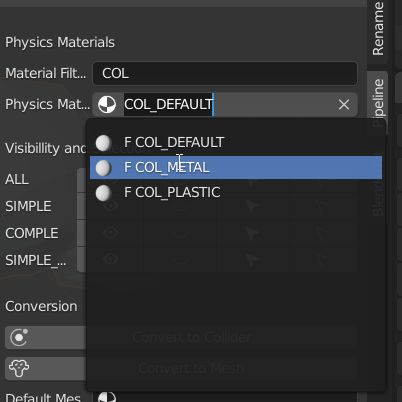 Rename
Physics Materials
Material Filt... COL
Pipeline
Physics Mat... COL_DEFAULT
F COL_DEFAULT
Visibillity and
F COL_METAL
ALL
F COL_PLASTIC
SIMPLE
COMPLE
SIMPLE_...
Conversion
Convert to Collider
Convert to Mesh
Default Mes